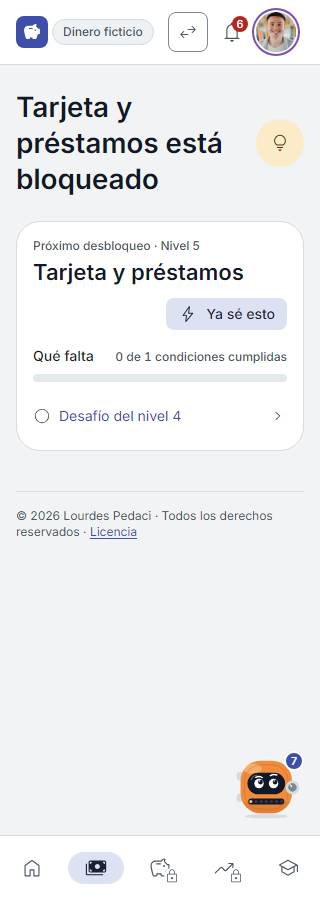 Dinero ficticio
6
Tarjeta y
préstamos está
bloqueado
Próximo desbloqueo · Nivel 5
Tarjeta y préstamos
Ya sé esto
Qué falta 0 de 1 condiciones cumplidas
Desafío del nivel 4
© 2026 Lourdes Pedaci · Todos los derechos
reservados · Licencia
7